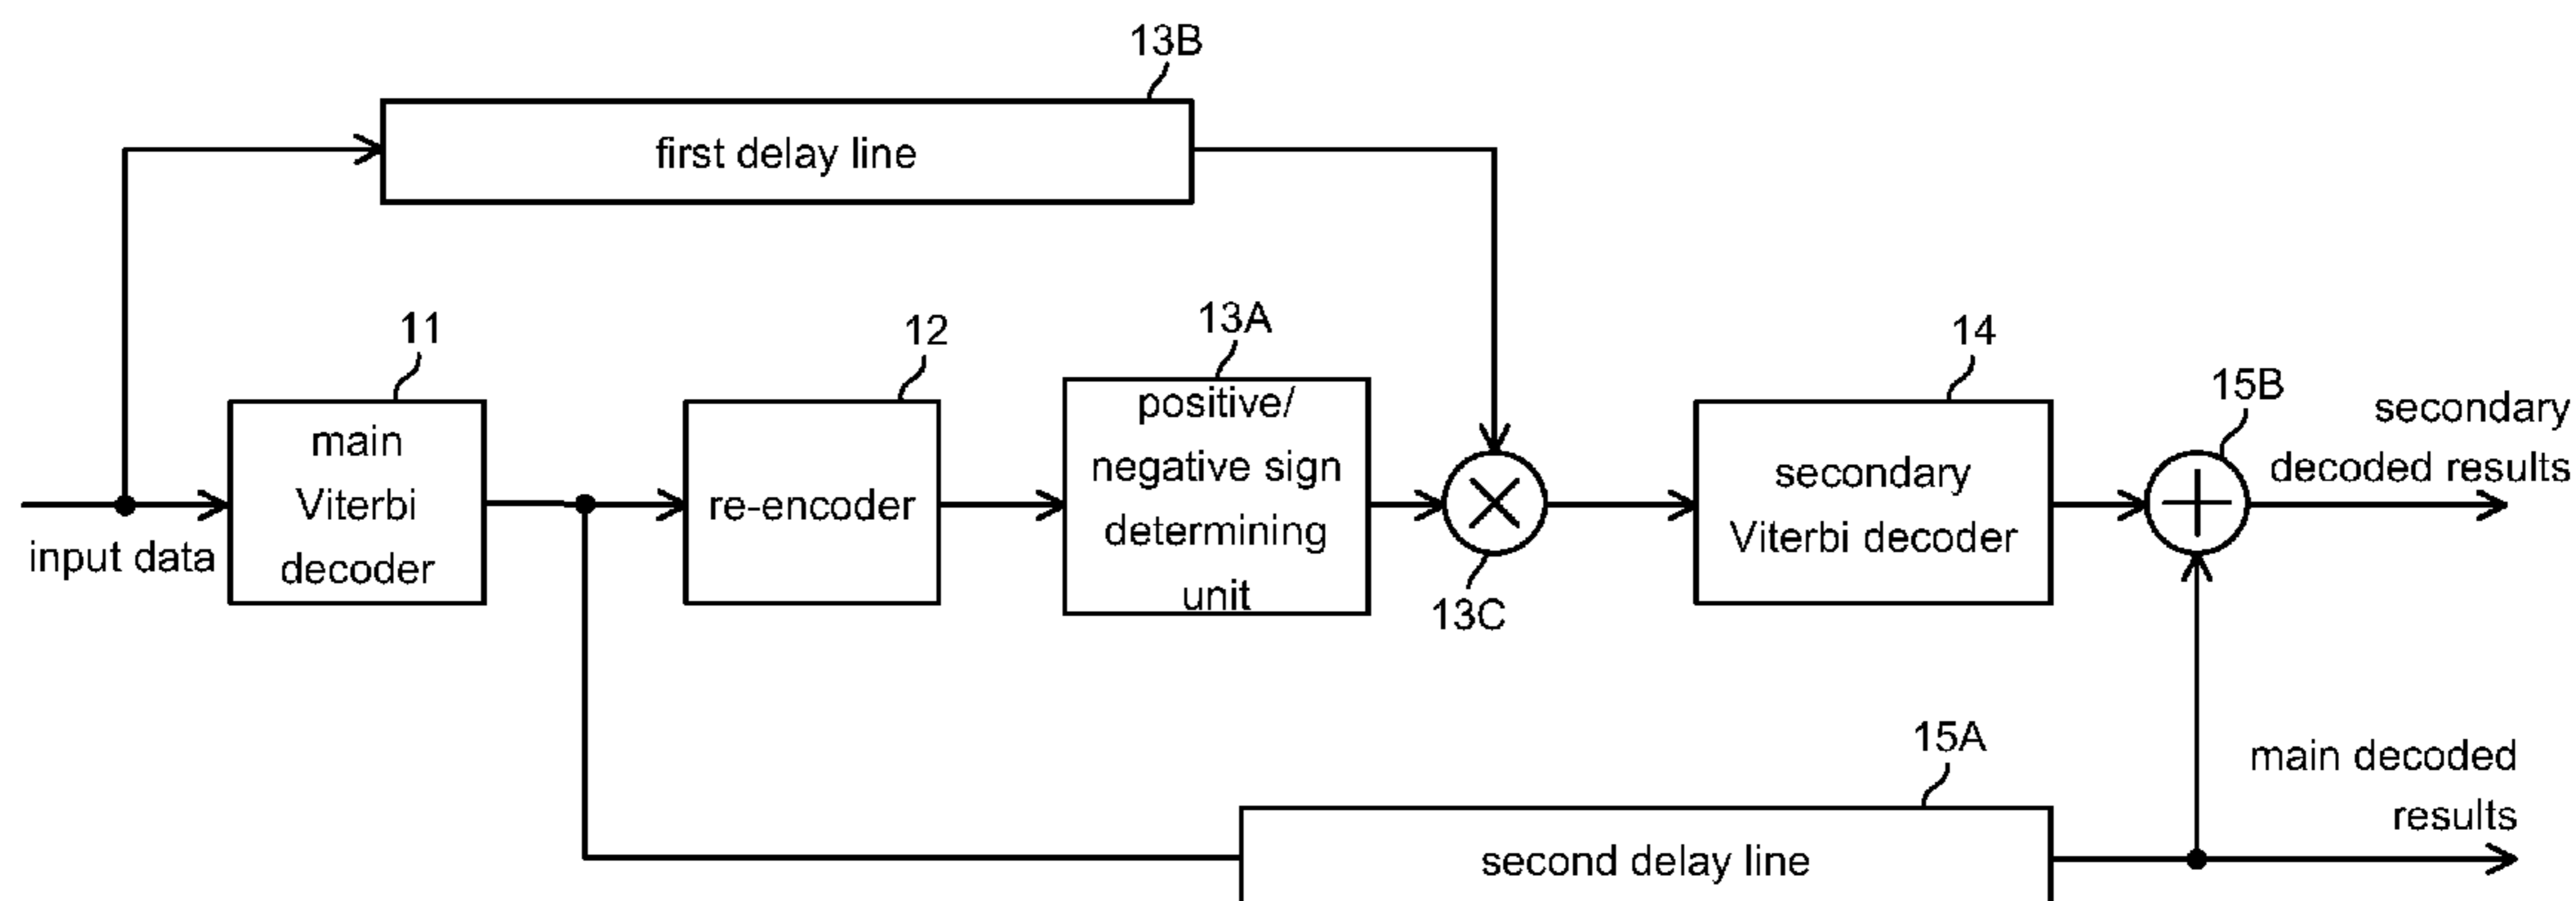 13B
first delay line
11
12
13A
14
15B
main
Viterbi
decoder
re-encoder
positive/
negative sign
determining
unit
13C
secondary
Viterbi decoder
secondary
decoded results
input data
15A
second delay line
main decoded
results